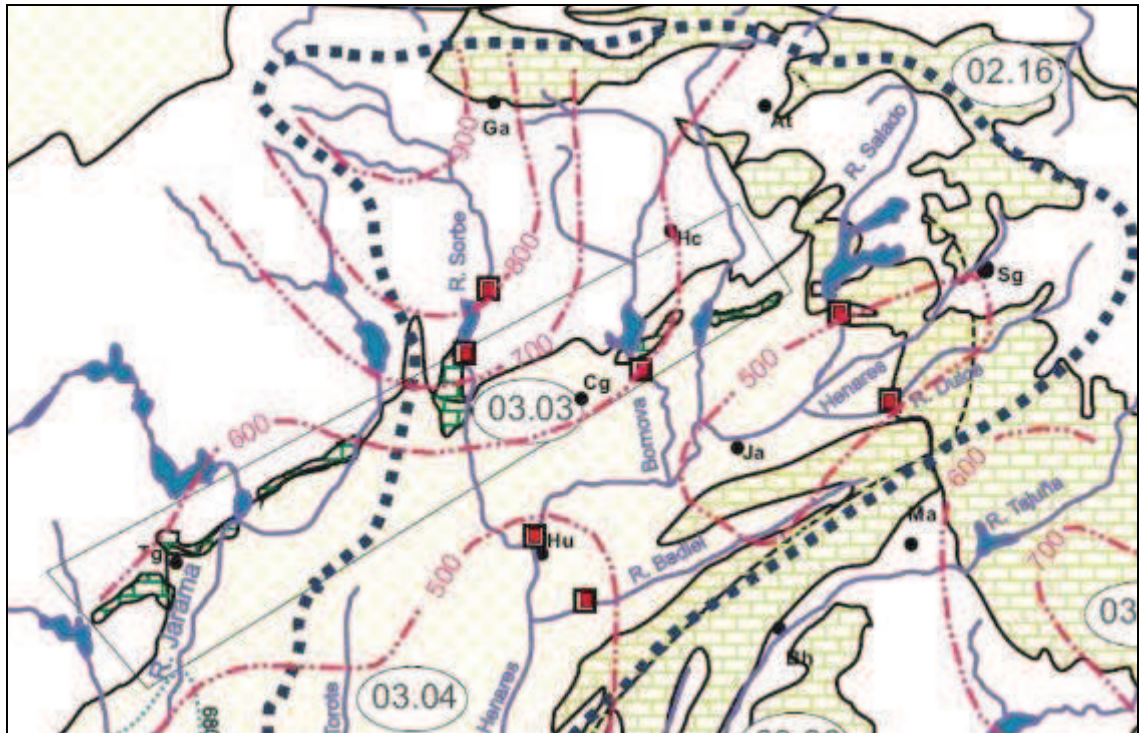 02.16
Ga
At
900
R. Salado
R. Sorbe
Hc
800
Sg
700
500
03.03
Cg
Henares
R. Dulce
600
Bornova
Ja
600
Ma
R. Tajuña
Tg
Hu
500
R. Badiel
700
R. Jarama
03
03.04
Torote
Henares